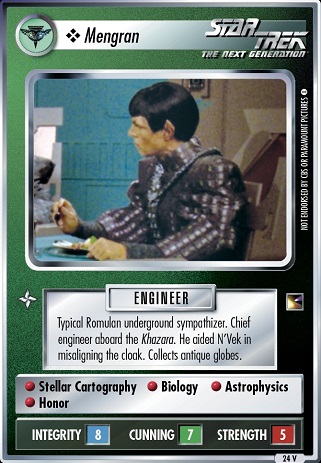 ❖ Mengran
STAR TREK
THE NEXT GENERATION
NOT ENDORSED BY CBS OR PARAMOUNT PICTURES
ENGINEER
Typical Romulan underground sympathizer. Chief
engineer aboard the Khazara. He aided N'Vek in
misaligning the cloak. Collects antique globes.
Stellar Cartography Biology Astrophysics
Honor
INTEGRITY 8 CUNNING 7 STRENGTH 5
24 V